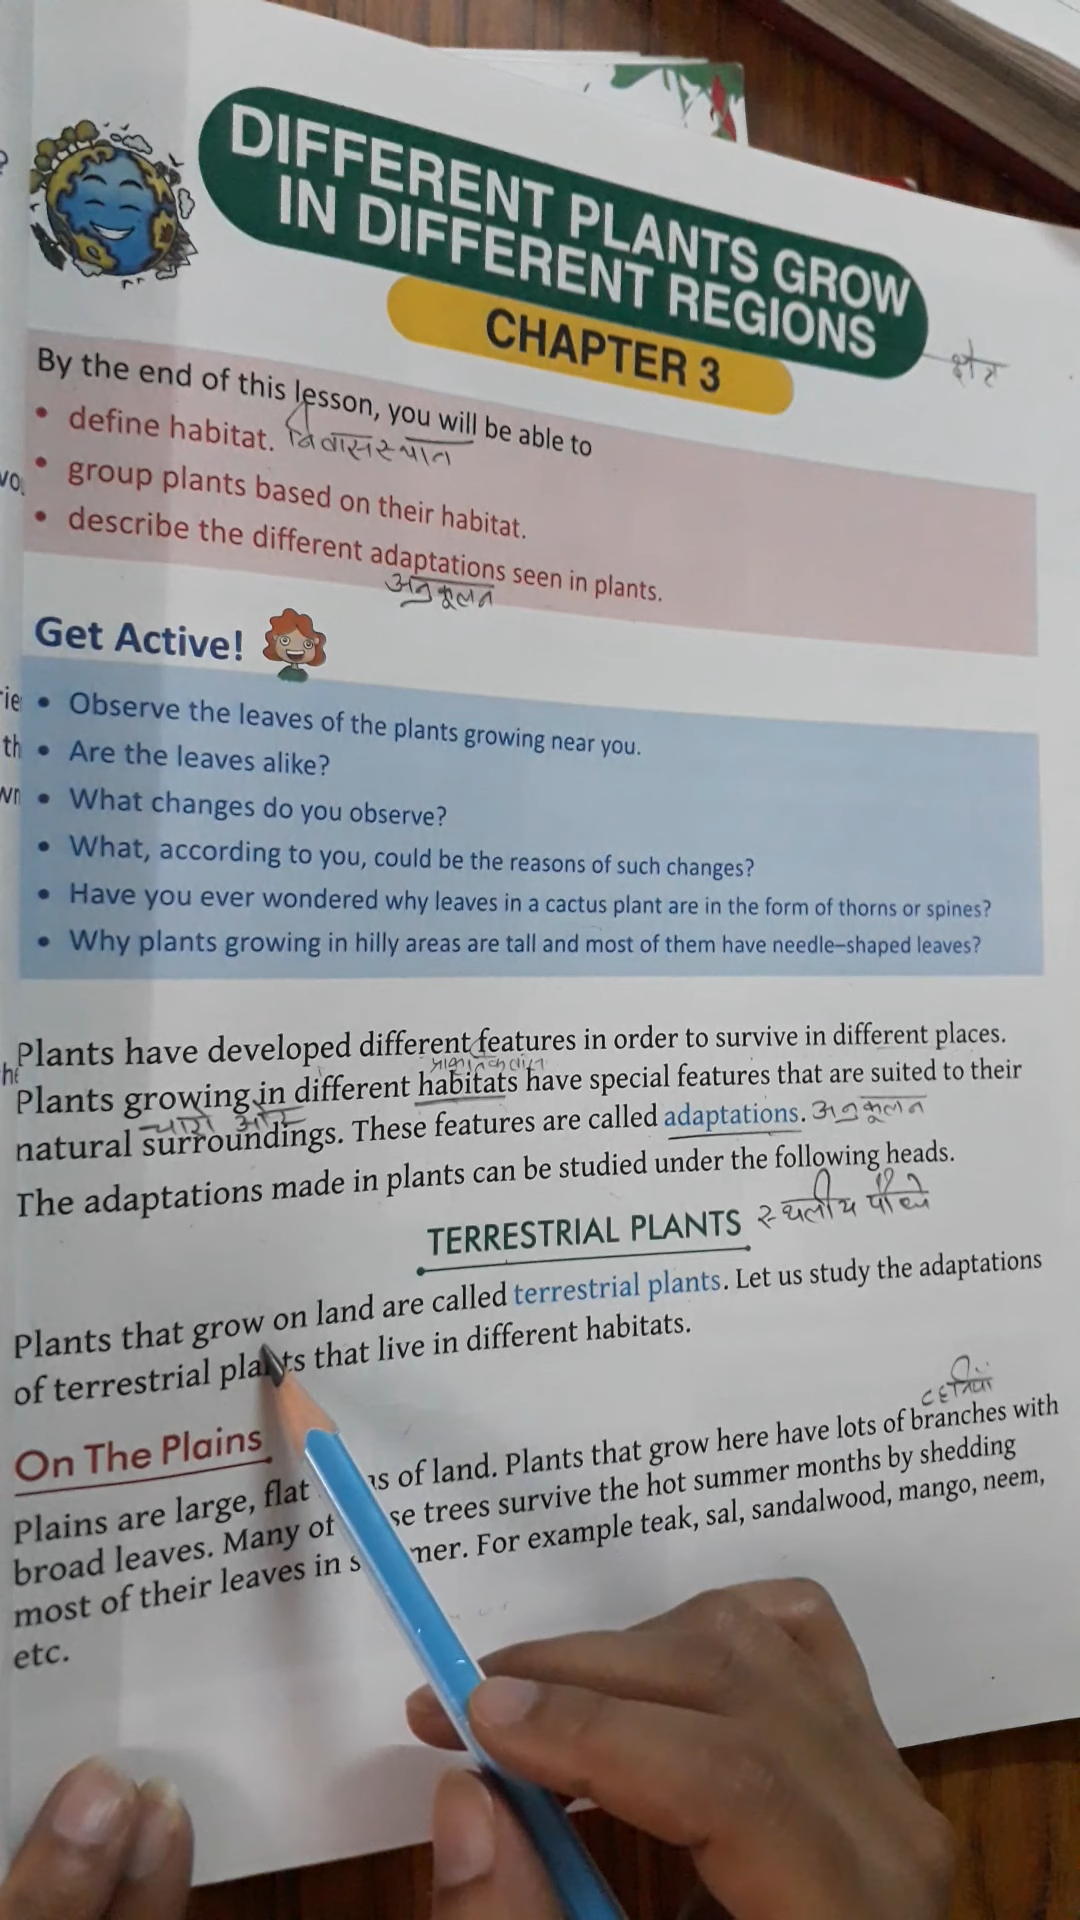 DIFFERENT PLANTS GROW
IN DIFFERENT REGIONS
CHAPTER 3
By the end of this lesson, you will be able to
• define habitat. निवासस्थान
• group plants based on their habitat.
• describe the different adaptations seen in plants.
अनुकूलन
Get Active!
• Observe the leaves of the plants growing near you.
• Are the leaves alike?
• What changes do you observe?
• What, according to you, could be the reasons of such changes?
• Have you ever wondered why leaves in a cactus plant are in the form of thorns or spines?
• Why plants growing in hilly areas are tall and most of them have needle–shaped leaves?
Plants have developed different features in order to survive in different places.
Plants growing in different habitats have special features that are suited to their
चारों ओर
natural surroundings. These features are called adaptations. अनुकूलन
The adaptations made in plants can be studied under the following heads.
TERRESTRIAL PLANTS स्थलीय पौधे
Plants that grow on land are called terrestrial plants. Let us study the adaptations
of terrestrial plants that live in different habitats.
On The Plains
Plains are large, flat of land. Plants that grow here have lots of branches with
broad leaves. Many of trees survive the hot summer months by shedding
most of their leaves in For example teak, sal, sandalwood, mango, neem,
etc.